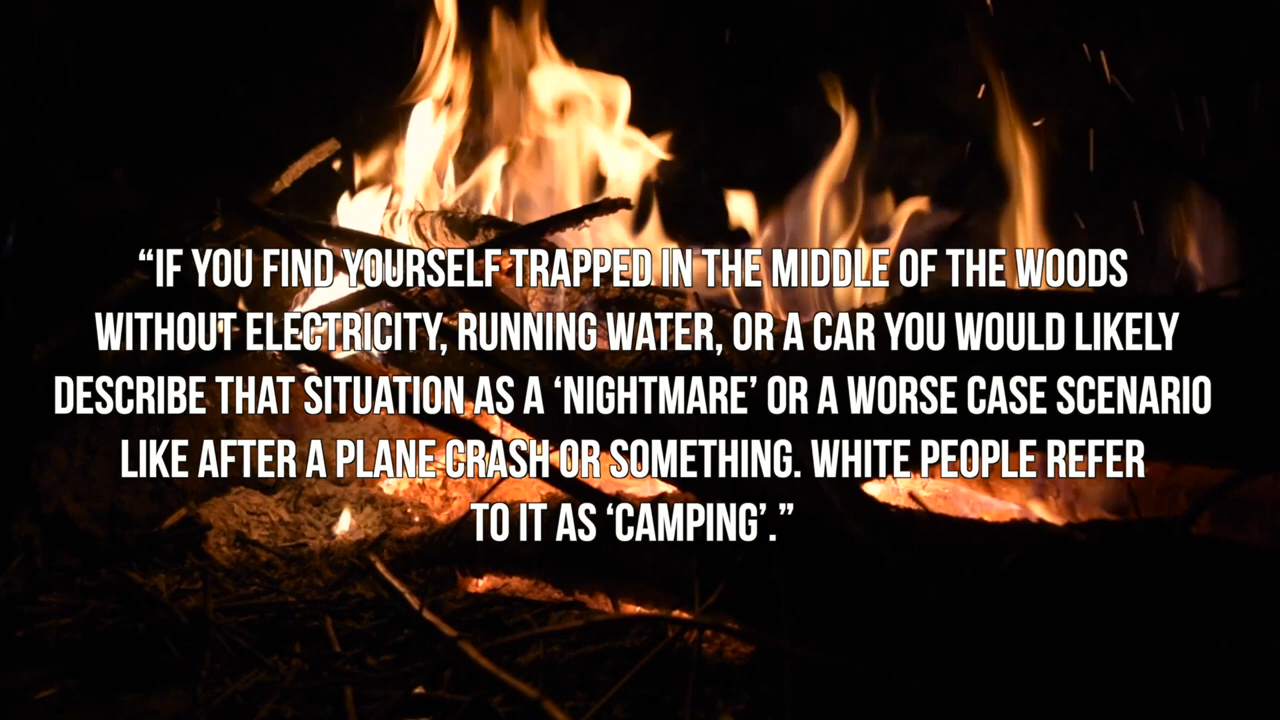 “IF YOU FIND YOURSELF TRAPPED IN THE MIDDLE OF THE WOODS
WITHOUT ELECTRICITY, RUNNING WATER, OR A CAR YOU WOULD LIKELY
DESCRIBE THAT SITUATION AS A ‘NIGHTMARE’ OR A WORSE CASE SCENARIO
LIKE AFTER A PLANE CRASH OR SOMETHING. WHITE PEOPLE REFER
TO IT AS ‘CAMPING’.”